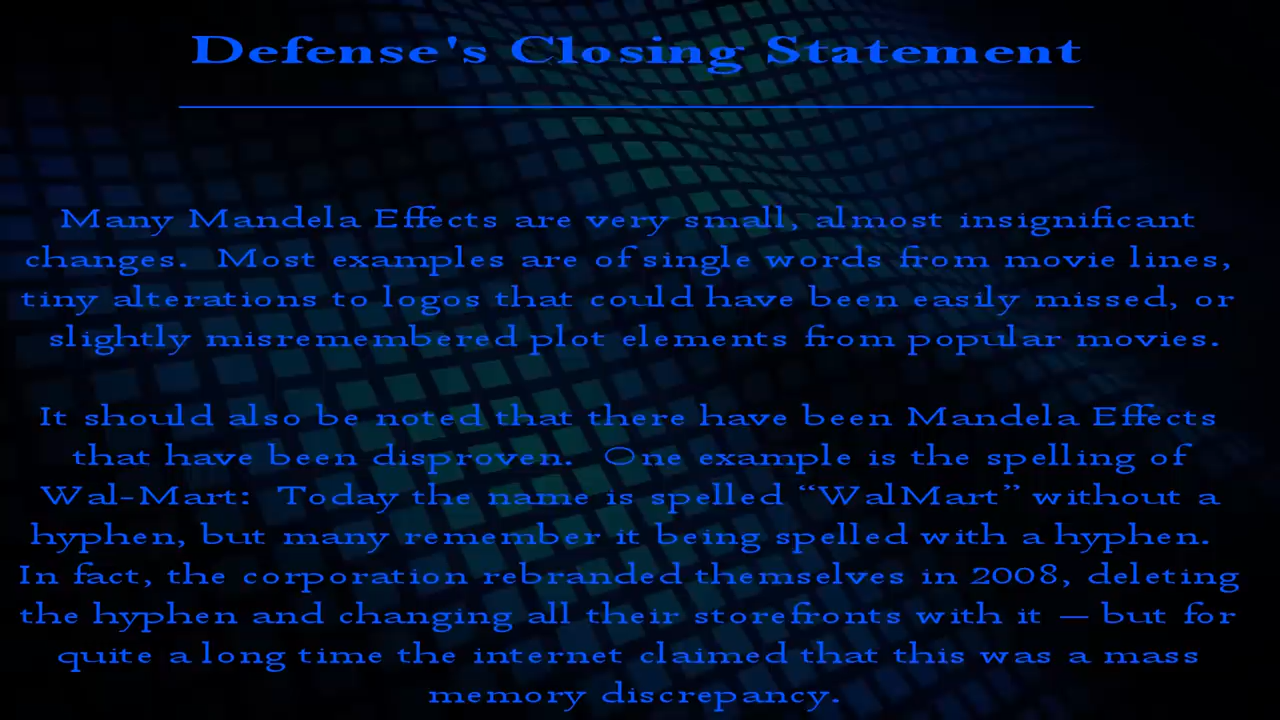 Defense's Closing Statement
Many Mandela Effects are very small, almost insignificant
changes.  Most examples are of single words from movie lines,
tiny alterations to logos that could have been easily missed, or
slightly misremembered plot elements from popular movies.
It should also be noted that there have been Mandela Effects
that have been disproven.  One example is the spelling of
Wal-Mart:  Today the name is spelled “WalMart” without a
hyphen, but many remember it being spelled with a hyphen.
In fact, the corporation rebranded themselves in 2008, deleting
the hyphen and changing all their storefronts with it – but for
quite a long time the internet claimed that this was a mass
memory discrepancy.